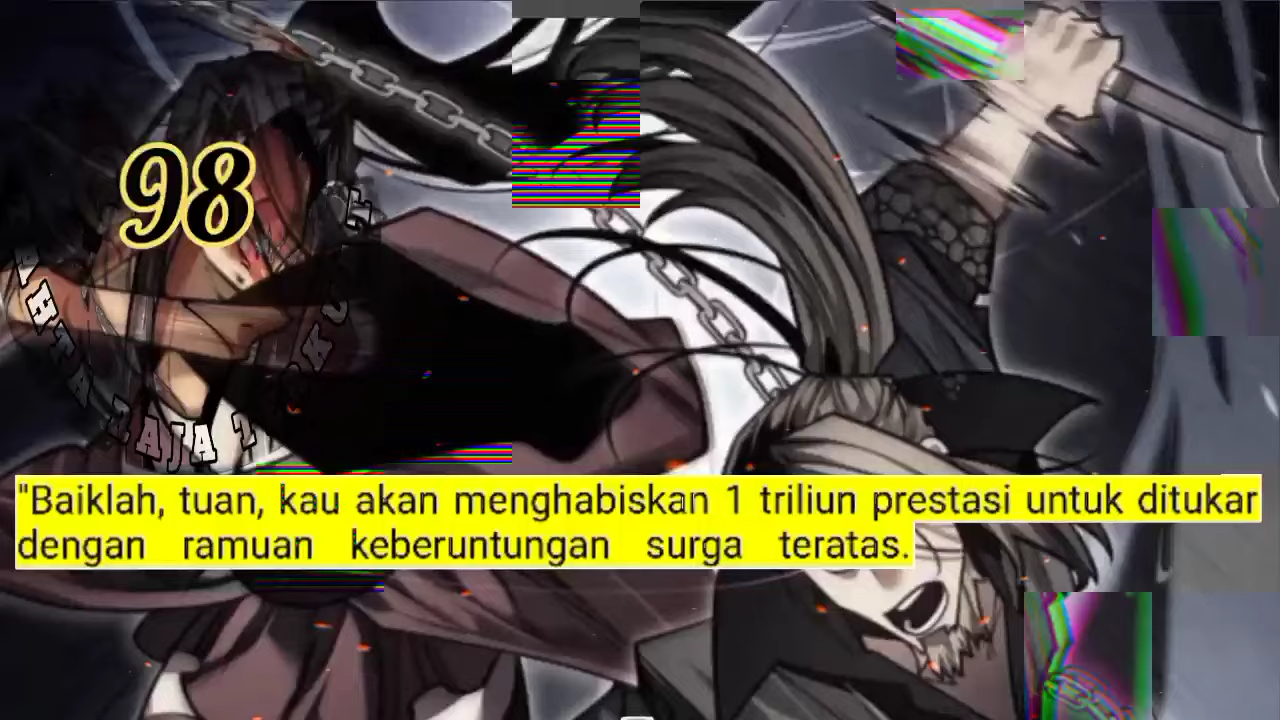 98
"Baiklah, tuan, kau akan menghabiskan 1 triliun prestasi untuk ditukar
dengan ramuan keberuntungan surga teratas.